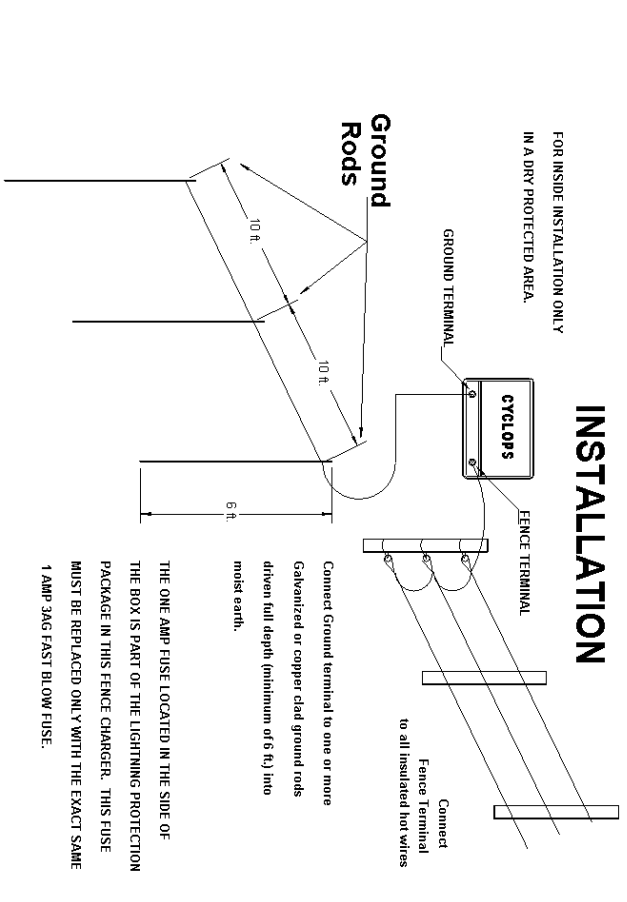 INSTALLATION
FOR INSIDE INSTALLATION ONLY
IN A DRY PROTECTED AREA.
CYCLOPS
GROUND TERMINAL
FENCE TERMINAL
Ground
Rods
10 ft.
10 ft.
6 ft.
Connect
Fence Terminal
to all insulated hot wires
Connect Ground terminal to one or more
Galvanized or copper clad ground rods
driven full depth (minimum of 6 ft.) into
moist earth.
THE ONE AMP FUSE LOCATED IN THE SIDE OF
THE BOX IS PART OF THE LIGHTNING PROTECTION
PACKAGE IN THIS FENCE CHARGER. THIS FUSE
MUST BE REPLACED ONLY WITH THE EXACT SAME
1 AMP 3AG FAST BLOW FUSE.